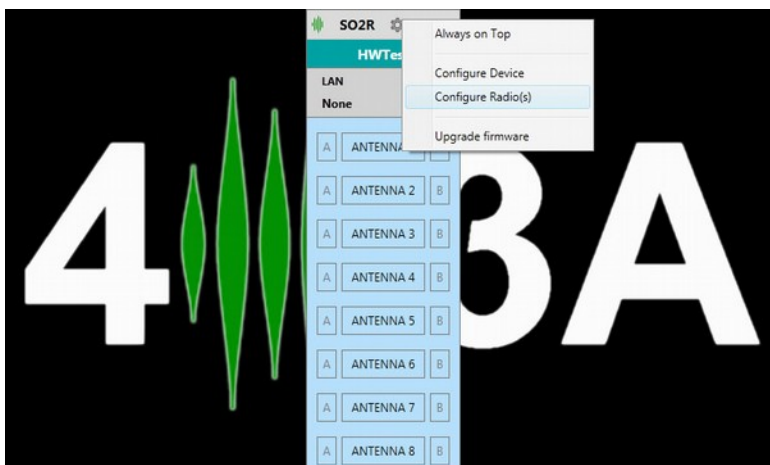 SO2R
Always on Top
HWTes
Configure Device
LAN
Configure Radio(s)
None
Upgrade firmware
A ANTENNA B
A ANTENNA 2 B
A ANTENNA 3 B
A ANTENNA 4 B
A ANTENNA 5 B
A ANTENNA 6 B
A ANTENNA 7 B
A ANTENNA 8 B
4 3A